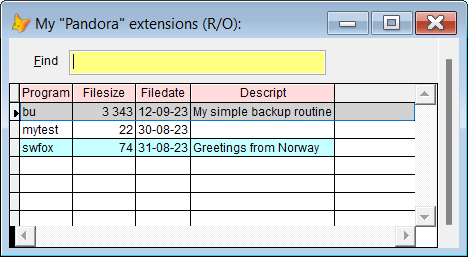 My "Pandora" extensions (R/O):
Find
Program Filesize Filedate Descript
bu 3 343 12-09-23 My simple backup routine
mytest 22 30-08-23
swfox 74 31-08-23 Greetings from Norway